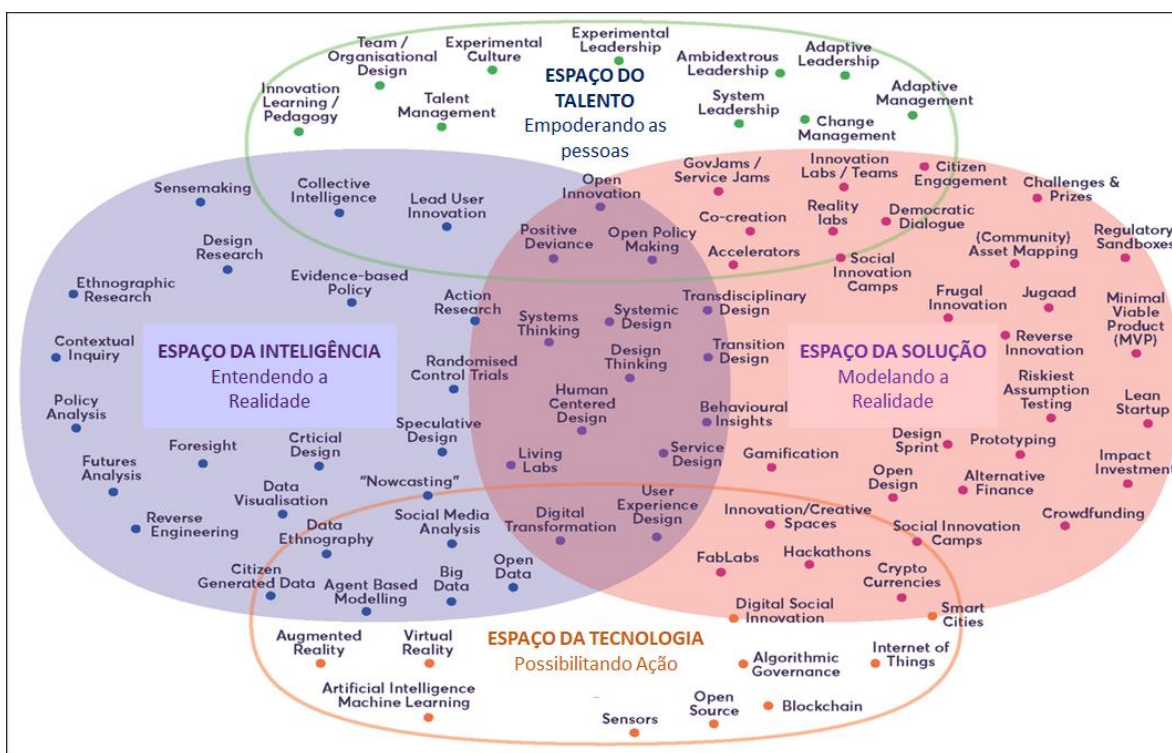 Experimental
Leadership
Team /
Organisational
Design
Experimental
Culture
Ambidextrous
Leadership
Adaptive
Leadership
Innovation
Learning /
Pedagogy
Talent
Management
ESPAÇO DO
TALENTO
Empoderando as
pessoas
System
Leadership
Change
Management
Adaptive
Management
Sensemaking
Collective
Intelligence
Lead User
Innovation
Open
Innovation
GovJams /
Service Jams
Innovation
Labs / Teams
Citizen
Engagement
Challenges &
Prizes
Design
Research
Positive
Deviance
Open Policy
Making
Co-creation
Reality
labs
Democratic
Dialogue
Accelerators
Social
Innovation
Camps
(Community)
Asset Mapping
Regulatory
Sandboxes
Ethnographic
Research
Evidence-based
Policy
Action
Research
Systems
Thinking
Systemic
Design
Transdisciplinary
Design
Frugal
Innovation
Jugaad
Minimal
Viable
Product
(MVP)
Contextual
Inquiry
ESPAÇO DA INTELIGÊNCIA
Entendendo a
Realidade
Randomised
Control Trials
Design
Thinking
Transition
Design
ESPAÇO DA SOLUÇÃO
Modelando a
Realidade
Reverse
Innovation
Riskiest
Assumption
Testing
Lean
Startup
Policy
Analysis
Human
Centered
Design
Behavioural
Insights
Foresight
Crticial
Design
Speculative
Design
Living
Labs
Service
Design
Gamification
Design
Sprint
Prototyping
Impact
Investment
Futures
Analysis
Data
Visualisation
"Nowcasting"
Open
Design
Alternative
Finance
Reverse
Engineering
Data
Ethnography
Social Media
Analysis
Digital
Transformation
User
Experience
Design
Innovation/Creative
Spaces
Social Innovation
Camps
Crowdfunding
Citizen
Generated Data
Agent Based
Modelling
Big
Data
Open
Data
FabLabs
Hackathons
Crypto
Currencies
Augmented
Reality
Virtual
Reality
ESPAÇO DA TECNOLOGIA
Possibilitando Ação
Digital Social
Innovation
Smart
Cities
Algorithmic
Governance
Internet of
Things
Artificial Intelligence
Machine Learning
Sensors
Open
Source
Blockchain